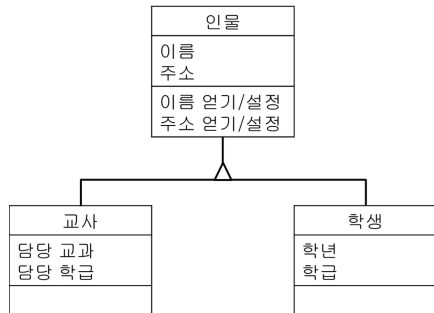 인물
이름
주소
이름 얻기/설정
주소 얻기/설정
교사
담당 교과
담당 학급
학생
학년
학급